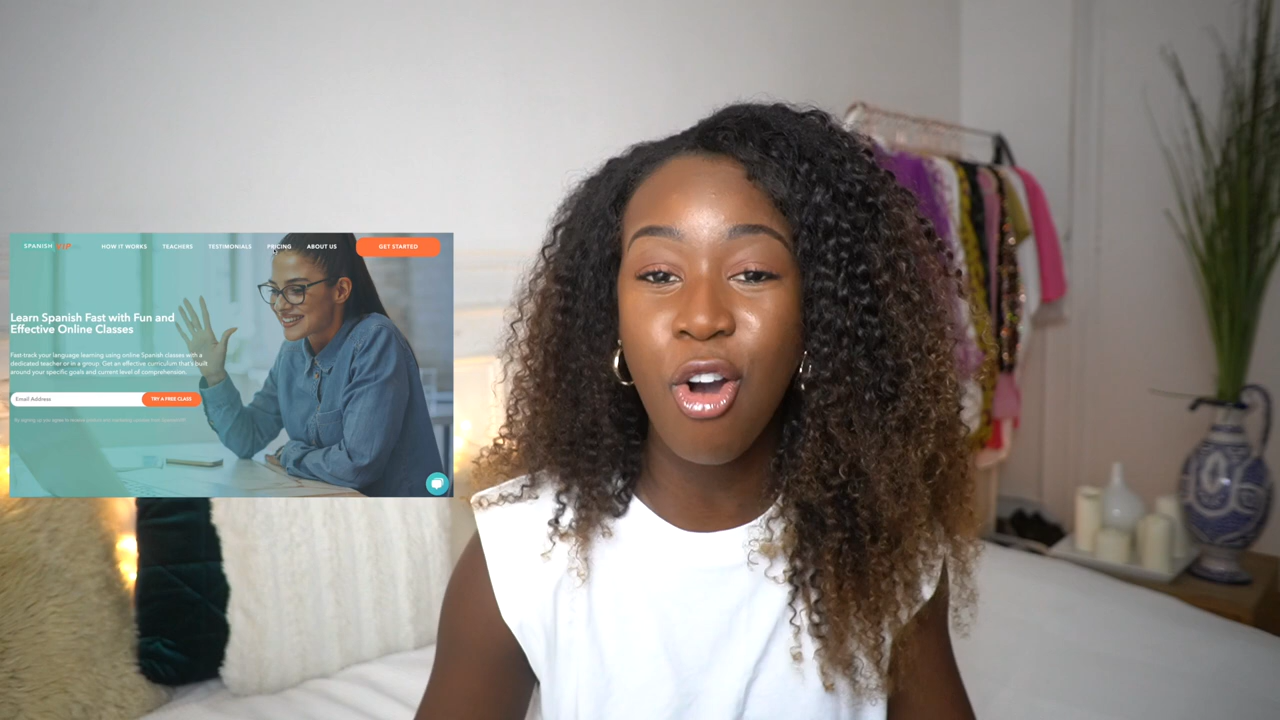 SPANISH VIP
HOW IT WORKS
TEACHERS
TESTIMONIALS
PRICING
ABOUT US
GET STARTED
Learn Spanish Fast with Fun and
Effective Online Classes
Fast-track your language learning using online Spanish classes with a
dedicated teacher or in a group. Get an effective curriculum that's built
around your specific goals and current level of comprehension.
Email Address
TRY A FREE CLASS